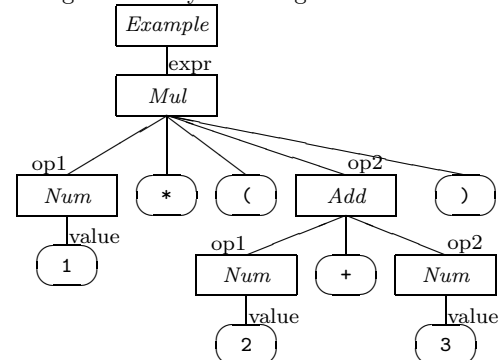 Example
expr
Mul
op1 op2
Num * ( Add )
value op1 op2
1 Num + Num
value value
2 3